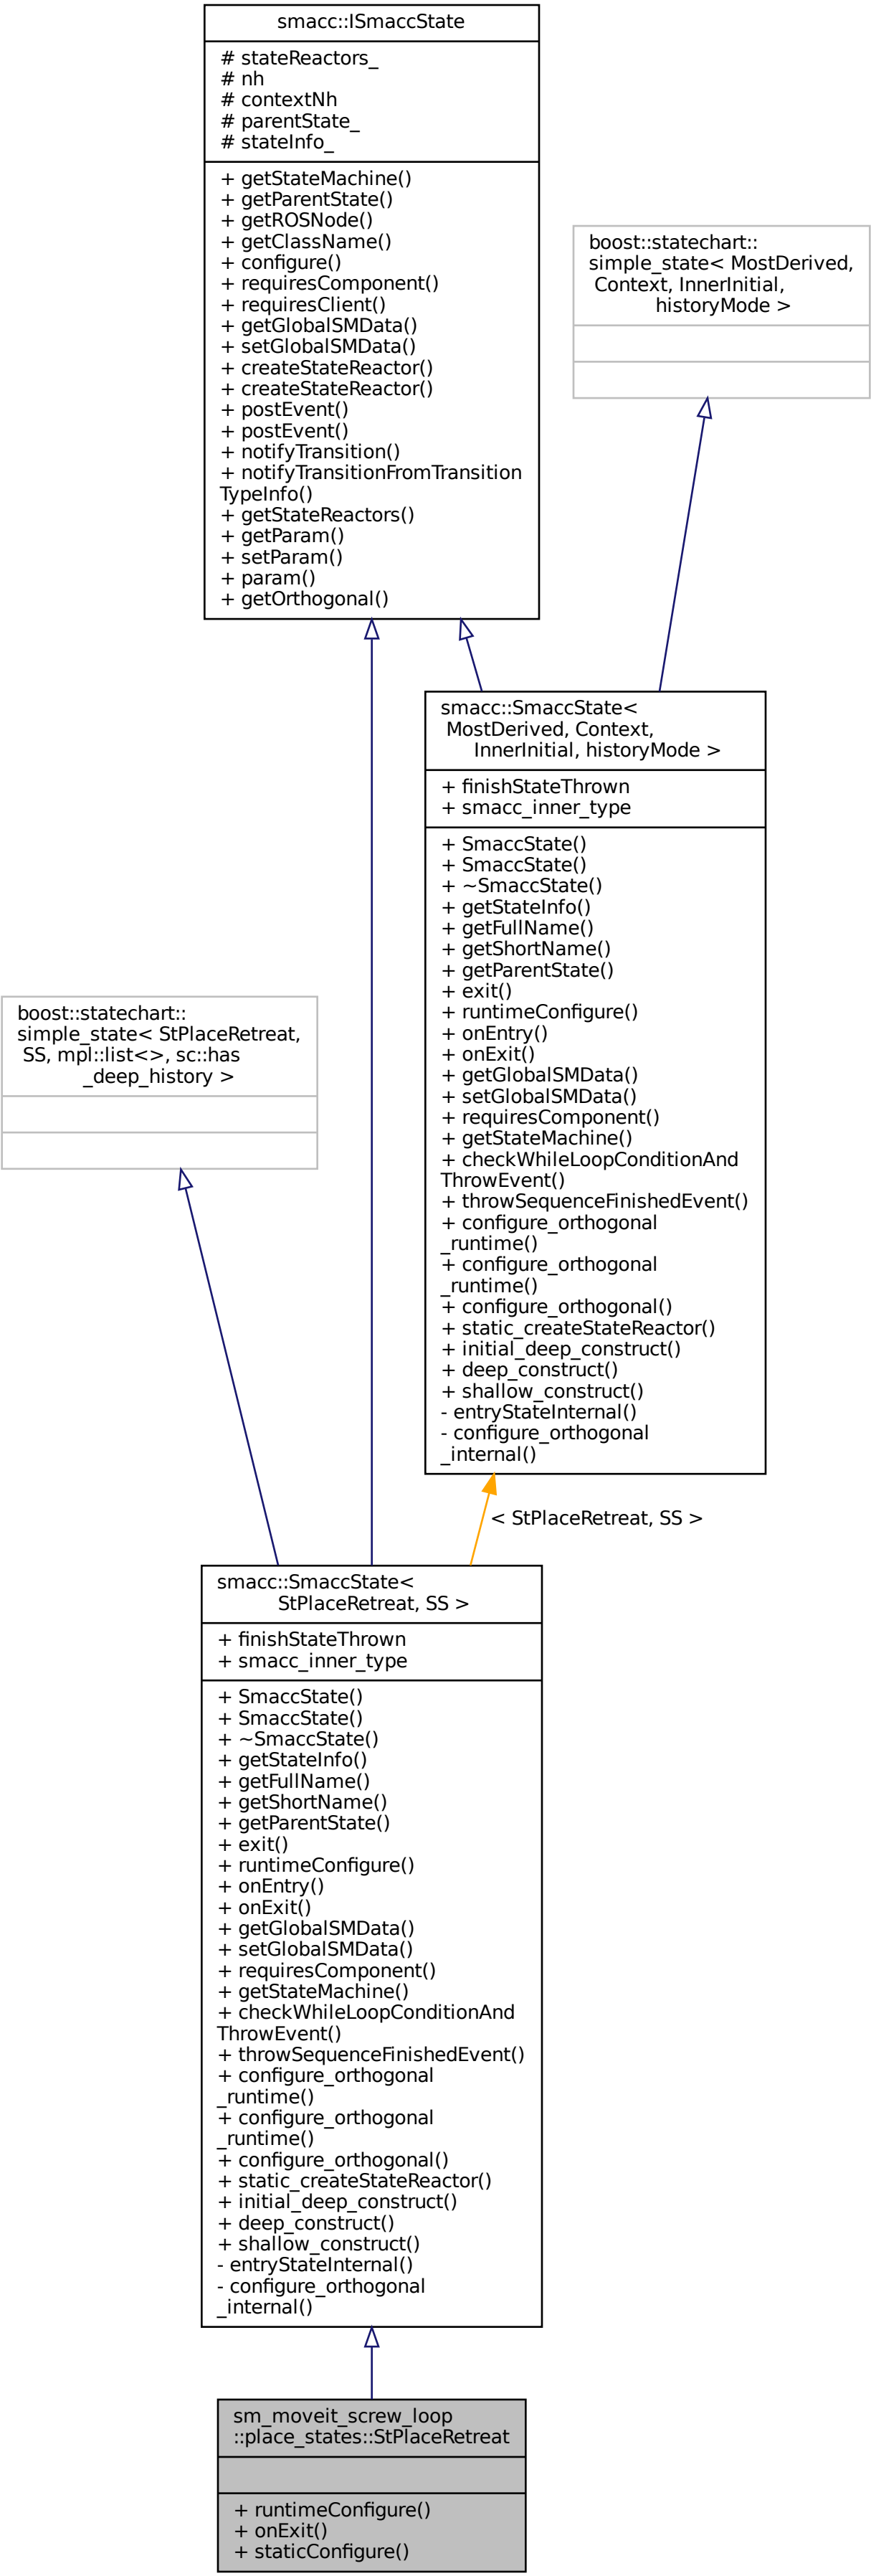 smacc::ISmaccState
# stateReactors_
# nh
# contextNh
# parentState_
# stateInfo_
+ getStateMachine()
+ getParentState()
+ getROSNode()
+ getClassName()
+ configure()
+ requiresComponent()
+ requiresClient()
+ getGlobalSMData()
+ setGlobalSMData()
+ createStateReactor()
+ createStateReactor()
+ postEvent()
+ postEvent()
+ notifyTransition()
+ notifyTransitionFromTransition
TypeInfo()
+ getStateReactors()
+ getParam()
+ setParam()
+ param()
+ getOrthogonal()
boost::statechart::
simple_state< MostDerived,
Context, InnerInitial,
historyMode >
smacc::SmaccState<
MostDerived, Context,
InnerInitial, historyMode >
+ finishStateThrown
+ smacc_inner_type
+ SmaccState()
+ SmaccState()
+ ~SmaccState()
+ getStateInfo()
+ getFullName()
+ getShortName()
+ getParentState()
+ exit()
+ runtimeConfigure()
+ onEntry()
+ onExit()
+ getGlobalSMData()
+ setGlobalSMData()
+ requiresComponent()
+ getStateMachine()
+ checkWhileLoopConditionAnd
ThrowEvent()
+ throwSequenceFinishedEvent()
+ configure_orthogonal
_runtime()
+ configure_orthogonal
_runtime()
+ configure_orthogonal()
+ static_createStateReactor()
+ initial_deep_construct()
+ deep_construct()
+ shallow_construct()
- entryStateInternal()
- configure_orthogonal
_internal()
boost::statechart::
simple_state< StPlaceRetreat,
SS, mpl::list<>, sc::has
_deep_history >
< StPlaceRetreat, SS >
smacc::SmaccState<
StPlaceRetreat, SS >
+ finishStateThrown
+ smacc_inner_type
+ SmaccState()
+ SmaccState()
+ ~SmaccState()
+ getStateInfo()
+ getFullName()
+ getShortName()
+ getParentState()
+ exit()
+ runtimeConfigure()
+ onEntry()
+ onExit()
+ getGlobalSMData()
+ setGlobalSMData()
+ requiresComponent()
+ getStateMachine()
+ checkWhileLoopConditionAnd
ThrowEvent()
+ throwSequenceFinishedEvent()
+ configure_orthogonal
_runtime()
+ configure_orthogonal
_runtime()
+ configure_orthogonal()
+ static_createStateReactor()
+ initial_deep_construct()
+ deep_construct()
+ shallow_construct()
- entryStateInternal()
- configure_orthogonal
_internal()
sm_moveit_screw_loop
::place_states::StPlaceRetreat
+ runtimeConfigure()
+ onExit()
+ staticConfigure()